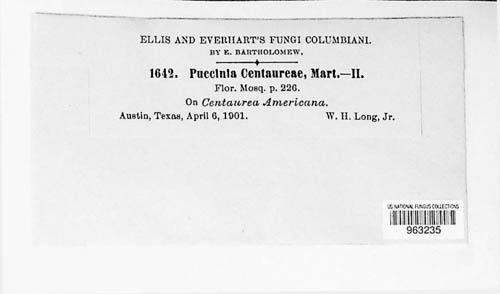 ELLIS AND EVERHART'S FUNGI COLUMBIANI.
BY E. BARTHOLOMEW.
1642. Puccinia Centaureae, Mart.—II.
Flor. Mosq. p. 226.
On Centaurea Americana.
Austin, Texas, April 6, 1901. W. H. Long, Jr.
US NATIONAL FUNGUS COLLECTIONS
963235